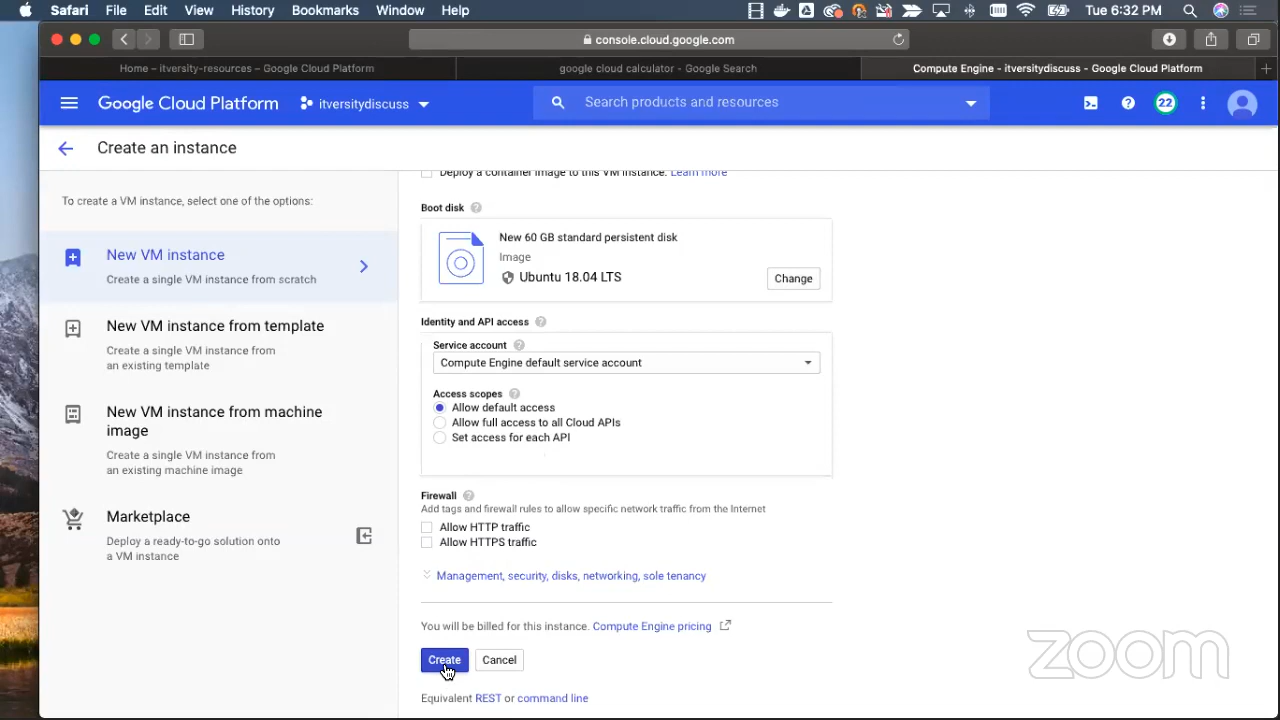 Safari File Edit View History Bookmarks Window Help Tue 6:32 PM
console.cloud.google.com
Home – itversity-resources – Google Cloud Platform google cloud calculator - Google Search Compute Engine - itversitydiscuss - Google Cloud Platform
Google Cloud Platform itversitydiscuss Search products and resources 22
Create an instance
To create a VM instance, select one of the options:
New VM instance
Create a single VM instance from scratch
New VM instance from template
Create a single VM instance from
an existing template
New VM instance from machine
image
Create a single VM instance from
an existing machine image
Marketplace
Deploy a ready-to-go solution onto
a VM instance
Deploy a container image to this VM instance. Learn more
Boot disk
New 60 GB standard persistent disk
Image
Ubuntu 18.04 LTS
Change
Identity and API access
Service account
Compute Engine default service account
Access scopes
Allow default access
Allow full access to all Cloud APIs
Set access for each API
Firewall
Add tags and firewall rules to allow specific network traffic from the Internet
Allow HTTP traffic
Allow HTTPS traffic
Management, security, disks, networking, sole tenancy
You will be billed for this instance. Compute Engine pricing
Create Cancel
Equivalent REST or command line
zoom